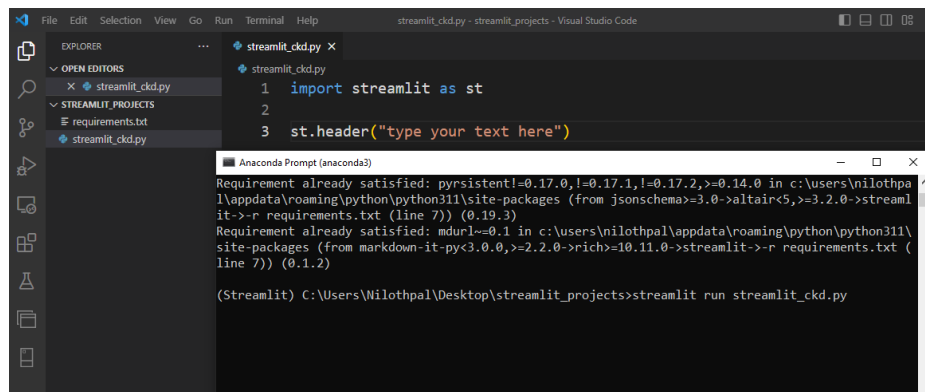 File Edit Selection View Go Run Terminal Help streamlit_ckd.py - streamlit_projects - Visual Studio Code
EXPLORER ...
streamlit_ckd.py
OPEN EDITORS
streamlit_ckd.py
STREAMLIT_PROJECTS
requirements.txt
streamlit_ckd.py
streamlit_ckd.py
1 import streamlit as st
2
3 st.header("type your text here")
Anaconda Prompt (anaconda3)
Requirement already satisfied: pyrsistent!=0.17.0,!=0.17.1,!=0.17.2,>=0.14.0 in c:\users\nilothpa
l\appdata\roaming\python\python311\site-packages (from jsonschema>=3.0->altair<5,>=3.2.0->streaml
it->-r requirements.txt (line 7)) (0.19.3)
Requirement already satisfied: mdurl~=0.1 in c:\users\nilothpal\appdata\roaming\python\python311\
site-packages (from markdown-it-py<3.0.0,>=2.2.0->rich>=10.11.0->streamlit->-r requirements.txt (
line 7)) (0.1.2)
(Streamlit) C:\Users\Nilothpal\Desktop\streamlit_projects>streamlit run streamlit_ckd.py